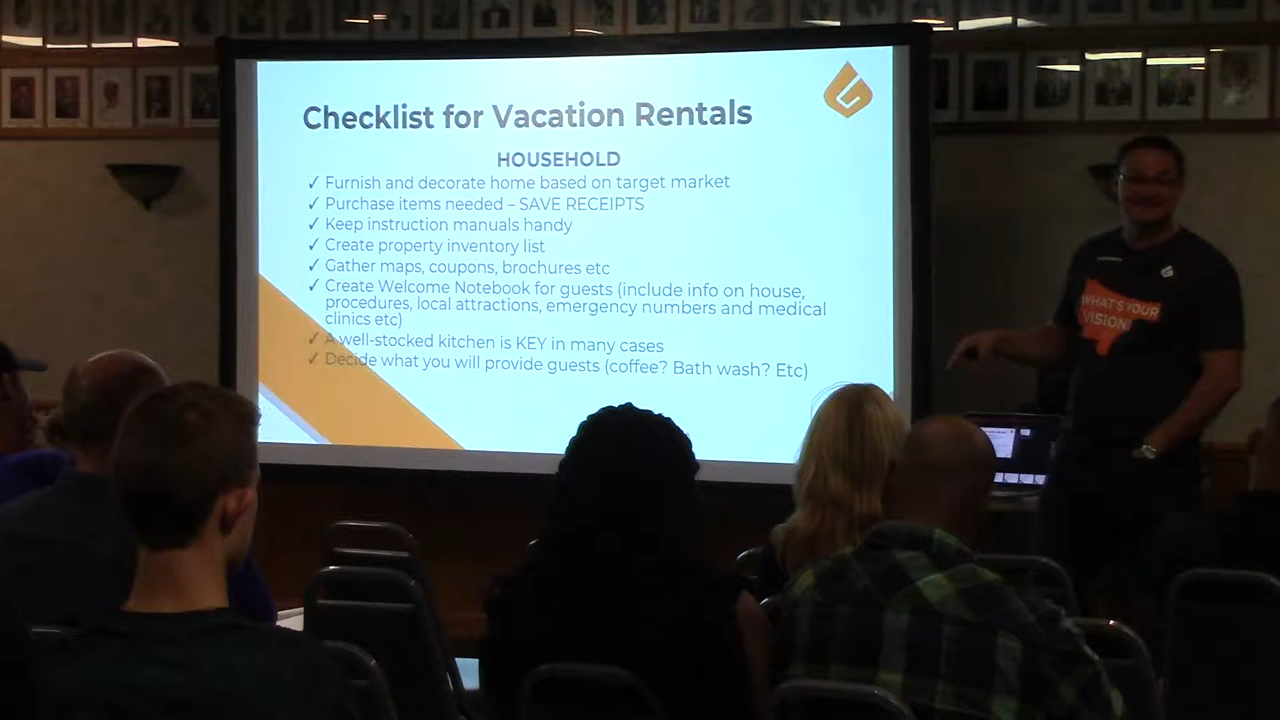 Checklist for Vacation Rentals
HOUSEHOLD
✓ Furnish and decorate home based on target market
✓ Purchase items needed – SAVE RECEIPTS
✓ Keep instruction manuals handy
✓ Create property inventory list
✓ Gather maps, coupons, brochures etc
✓ Create Welcome Notebook for guests (include info on house,
procedures, local attractions, emergency numbers and medical
clinics etc)
✓ A well-stocked kitchen is KEY in many cases
✓ Decide what you will provide guests (coffee? Bath wash? Etc)
WHAT'S YOUR
VISION?